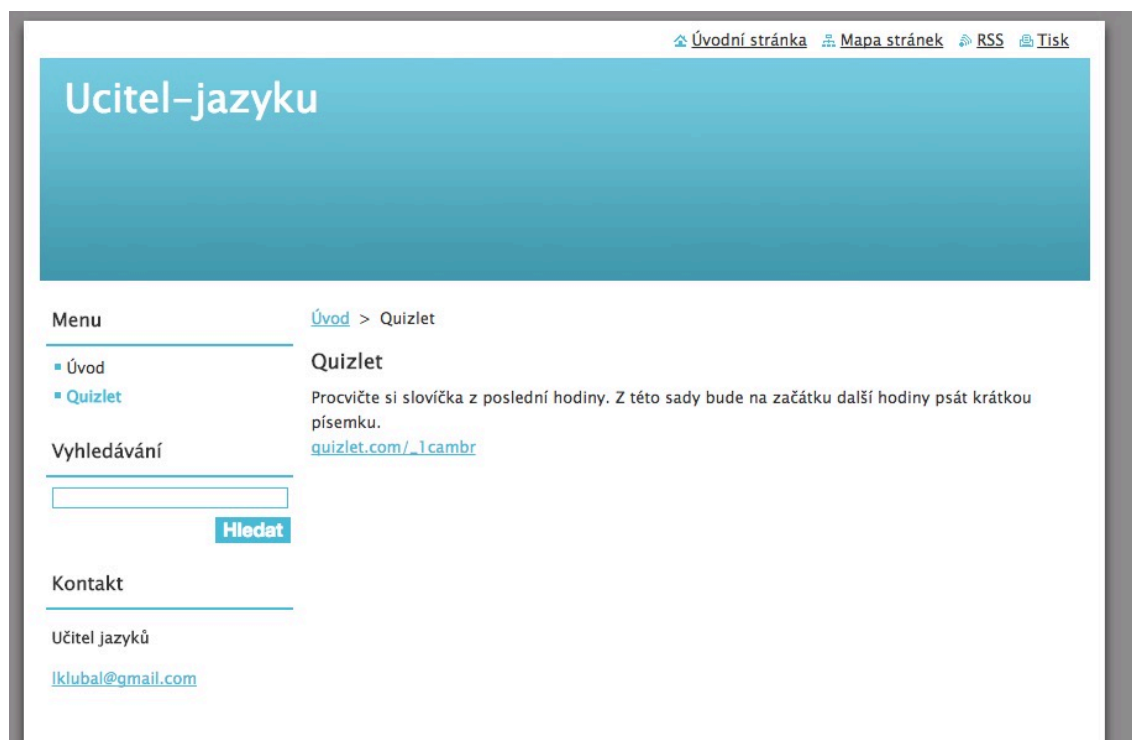 Úvodní stránka Mapa stránek RSS Tisk
Ucitel-jazyku
Menu
Úvod
Quizlet
Vyhledávání
Hledat
Kontakt
Učitel jazyků
lklubal@gmail.com
Úvod > Quizlet
Quizlet
Procvičte si slovíčka z poslední hodiny. Z této sady bude na začátku další hodiny psát krátkou
písemku.
quizlet.com/_1cambr